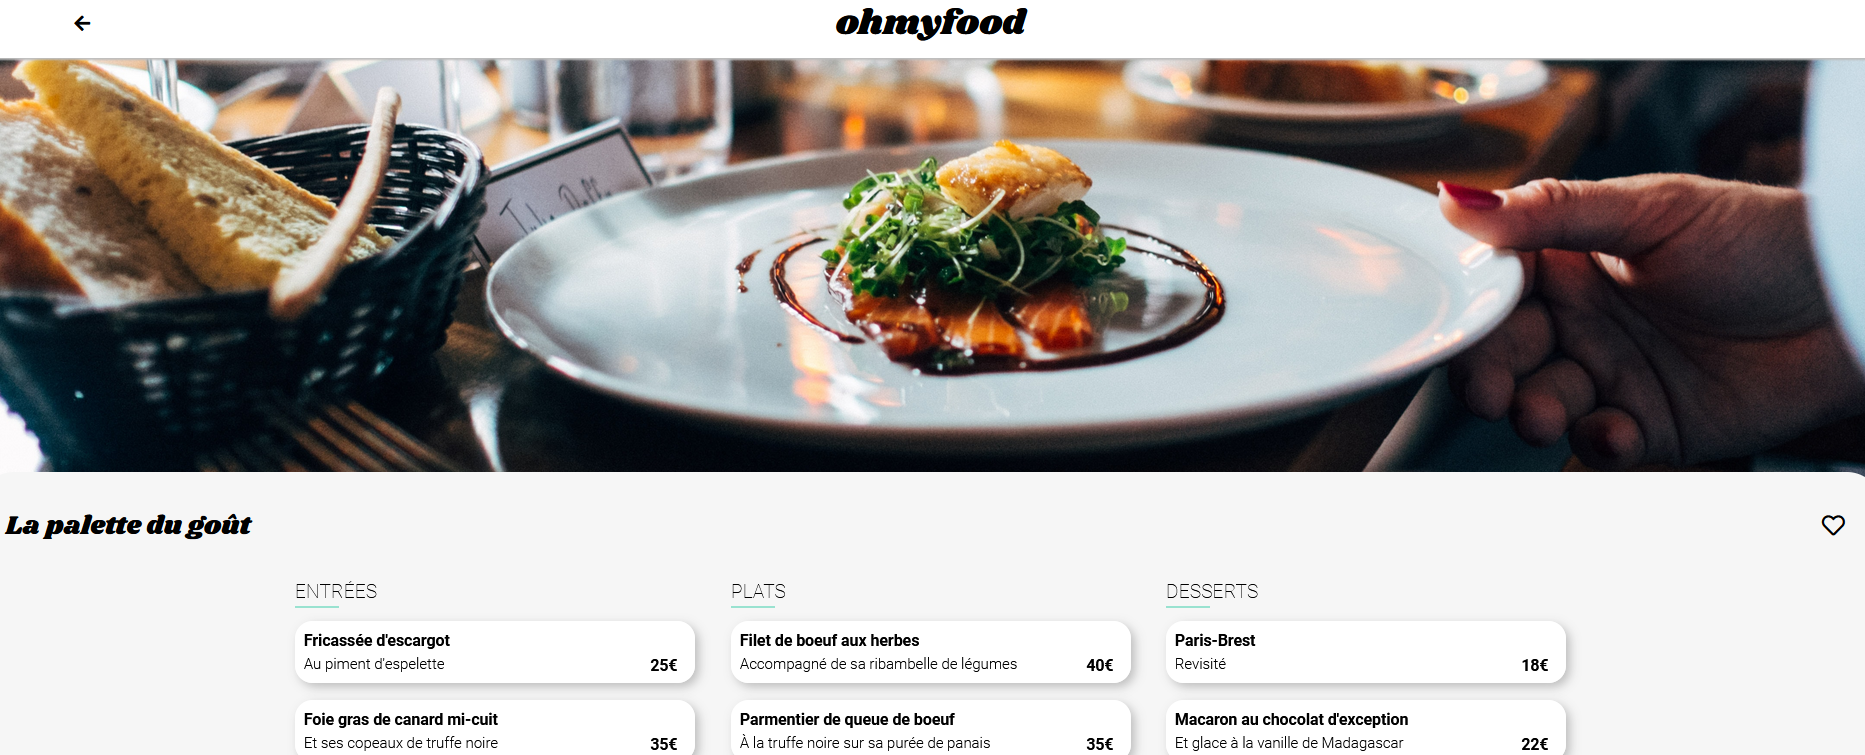 ohmyfood
La palette du goût
ENTRÉES
Fricassée d'escargot
Au piment d'espelette
25€
Foie gras de canard mi-cuit
Et ses copeaux de truffe noire
35€
PLATS
Filet de boeuf aux herbes
Accompagné de sa ribambelle de légumes
40€
Parmentier de queue de boeuf
À la truffe noire sur sa purée de panais
35€
DESSERTS
Paris-Brest
Revisité
18€
Macaron au chocolat d'exception
Et glace à la vanille de Madagascar
22€